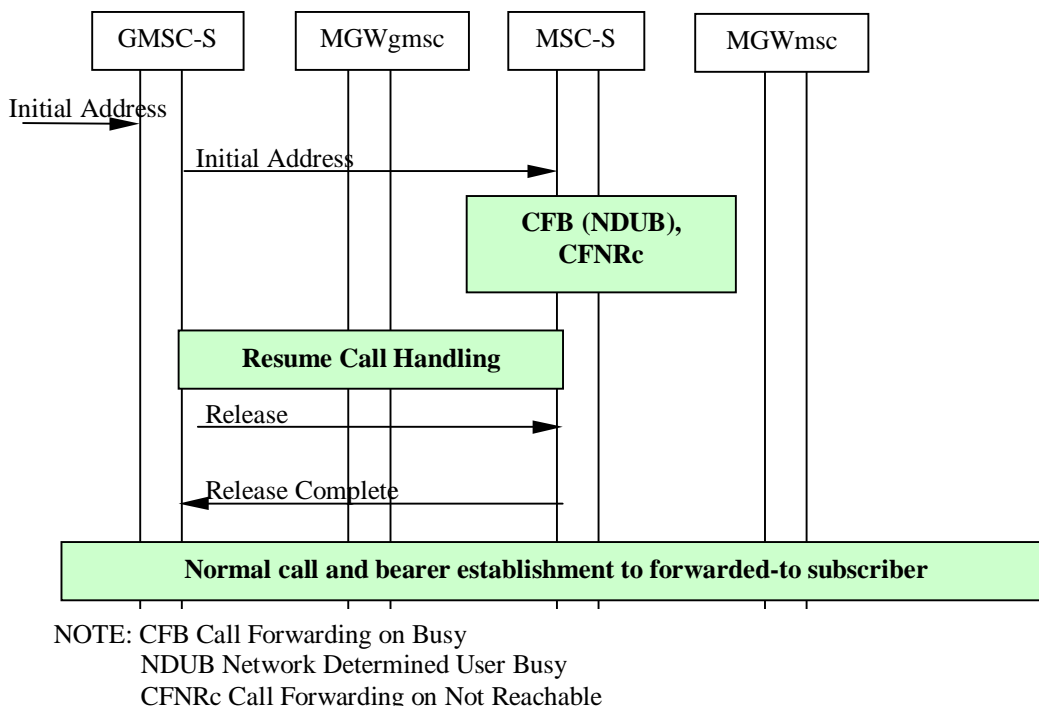 GMSC-S
MGWgmsc
MSC-S
MGWmsc
Initial Address
Initial Address
CFB (NDUB),
CFNRc
Resume Call Handling
Release
Release Complete
Normal call and bearer establishment to forwarded-to subscriber
NOTE: CFB Call Forwarding on Busy
NDUB Network Determined User Busy
CFNRc Call Forwarding on Not Reachable